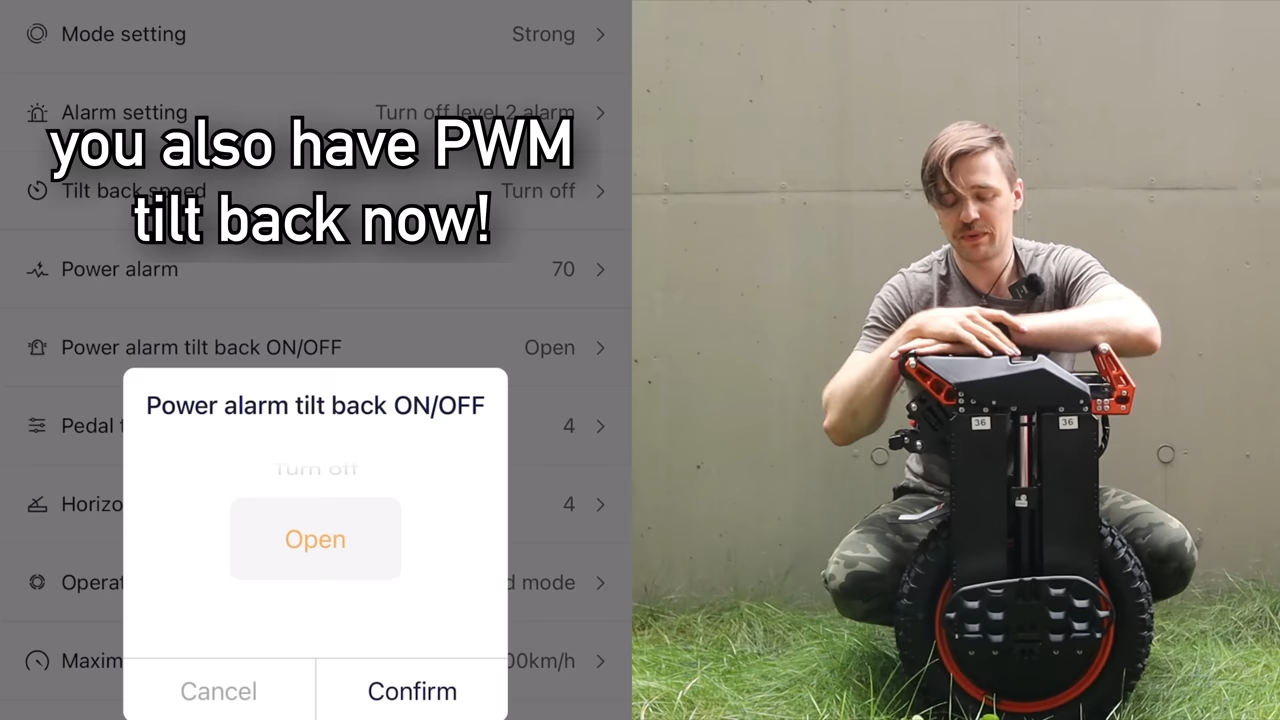 Mode setting Strong
Alarm setting Turn off level 2 alarm
you also have PWM
Tilt back speed Turn off
tilt back now!
Power alarm 70
Power alarm tilt back ON/OFF Open
Power alarm tilt back ON/OFF
Pedal 4
Turn off
Horizo 4
Open
Operat d mode
Maxim 00km/h
Cancel Confirm
36 36